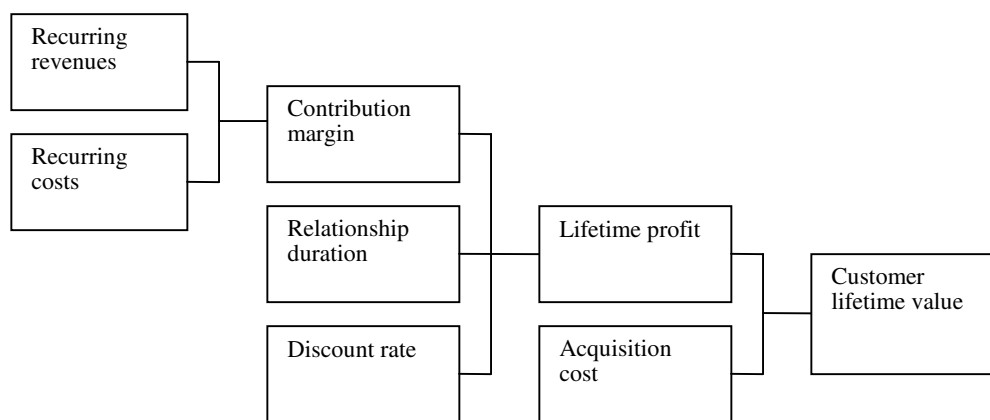 Recurring
revenues
Recurring
costs
Contribution
margin
Relationship
duration
Discount rate
Lifetime profit
Acquisition
cost
Customer
lifetime value